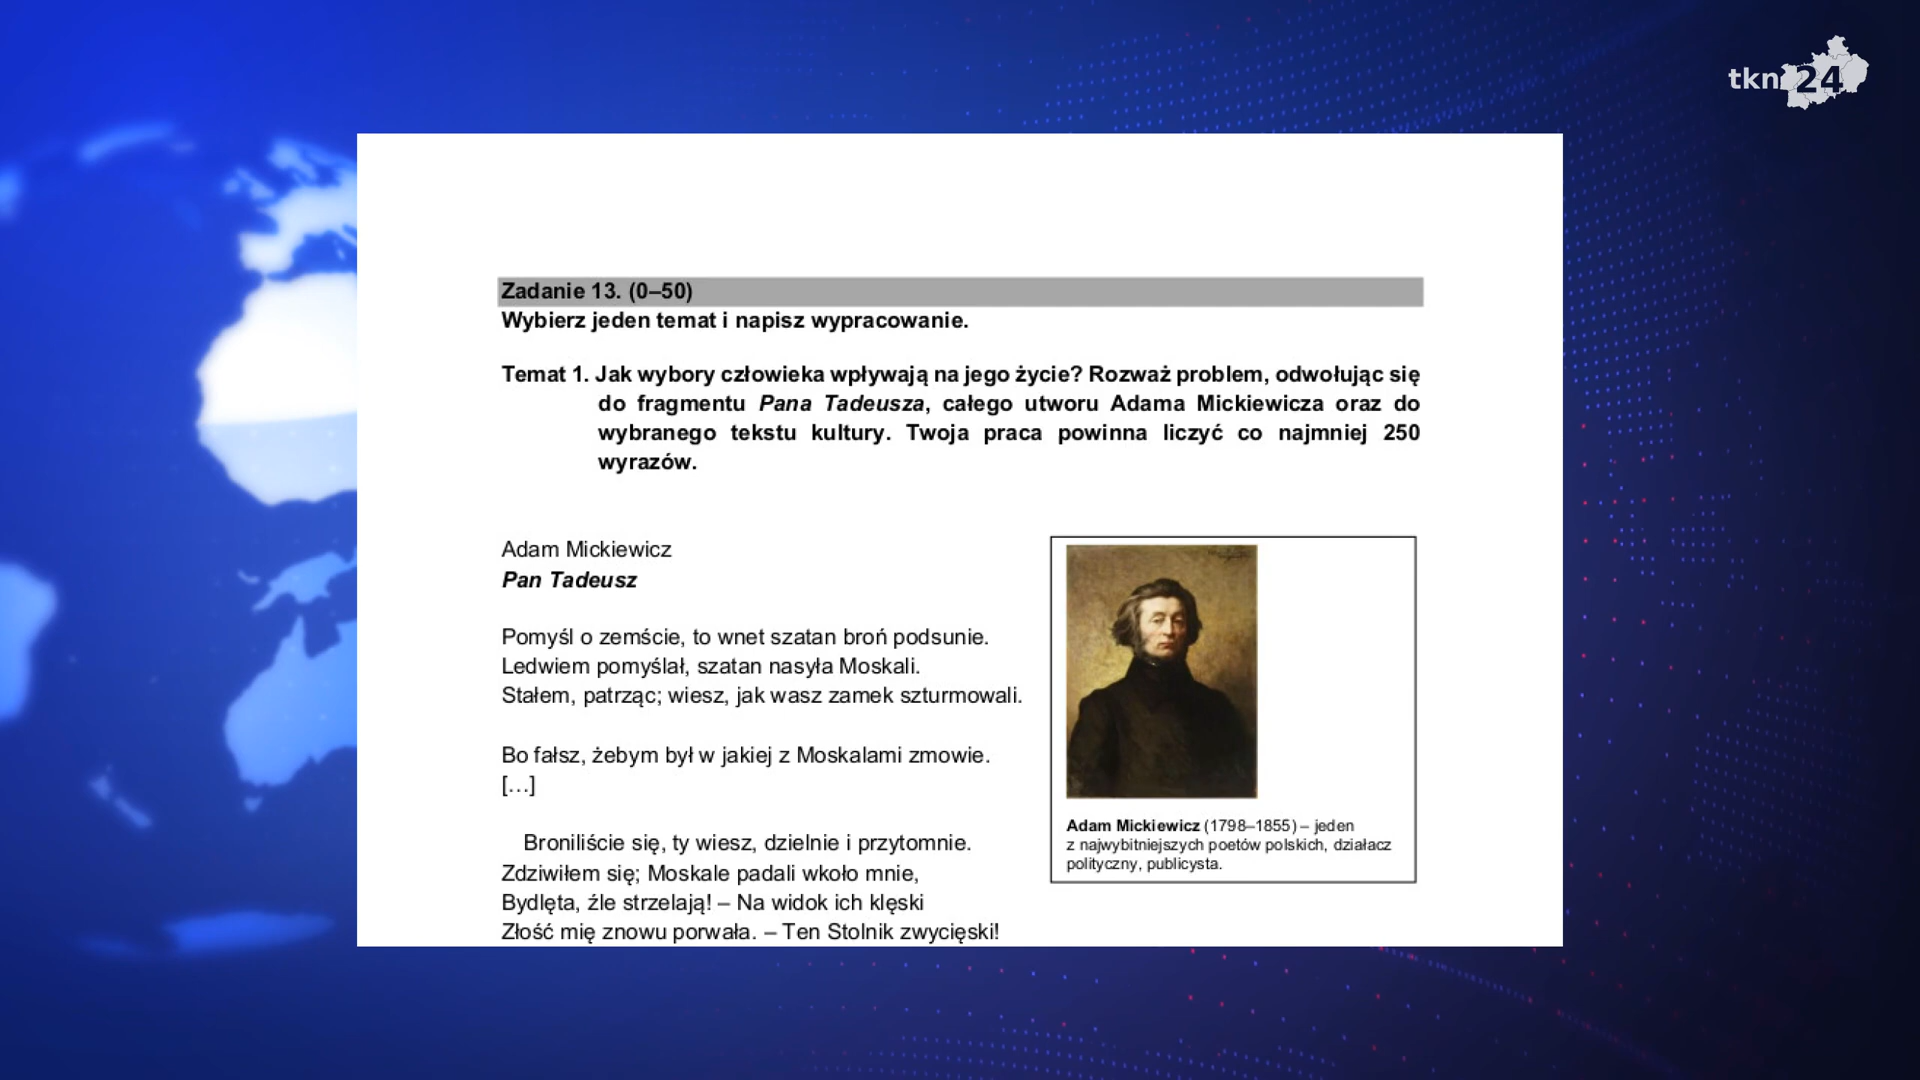 tkn 24
Zadanie 13. (0–50)
Wybierz jeden temat i napisz wypracowanie.
Temat 1. Jak wybory człowieka wpływają na jego życie? Rozważ problem, odwołując się
do fragmentu Pana Tadeusza, całego utworu Adama Mickiewicza oraz do
wybranego tekstu kultury. Twoja praca powinna liczyć co najmniej 250
wyrazów.
Adam Mickiewicz
Pan Tadeusz
Pomyśl o zemście, to wnet szatan broń podsunie.
Ledwiem pomyślał, szatan nasyła Moskali.
Stałem, patrząc; wiesz, jak wasz zamek szturmowali.
Bo fałsz, żebym był w jakiej z Moskalami zmowie.
[…]
Broniliście się, ty wiesz, dzielnie i przytomnie.
Zdziwiłem się; Moskale padali wkoło mnie,
Bydlęta, źle strzelają! – Na widok ich klęski
Złość mię znowu porwała. – Ten Stolnik zwycięski!
Adam Mickiewicz (1798–1855) – jeden
z najwybitniejszych poetów polskich, działacz
polityczny, publicysta.